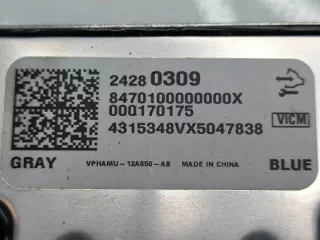 2428 0309
8470100000000X
000170175
4315348VX5047838
VICM
GRAY
VPHAMU-12A650-AB
MADE IN CHINA
BLUE